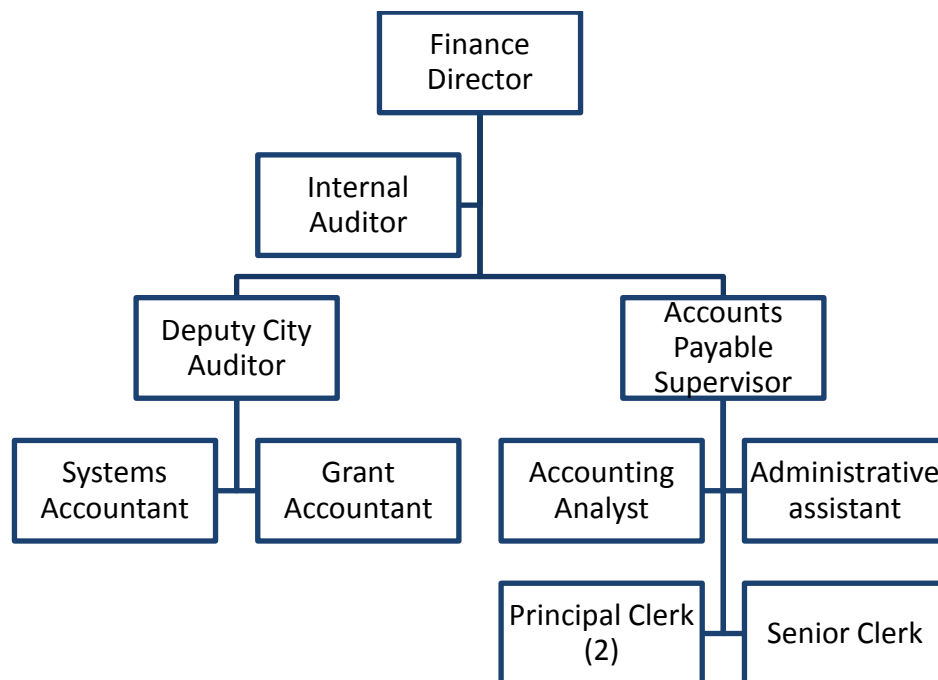 Finance
Director
Internal
Auditor
Deputy City
Auditor
Accounts
Payable
Supervisor
Systems
Accountant
Grant
Accountant
Accounting
Analyst
Administrative
assistant
Principal Clerk
(2)
Senior Clerk